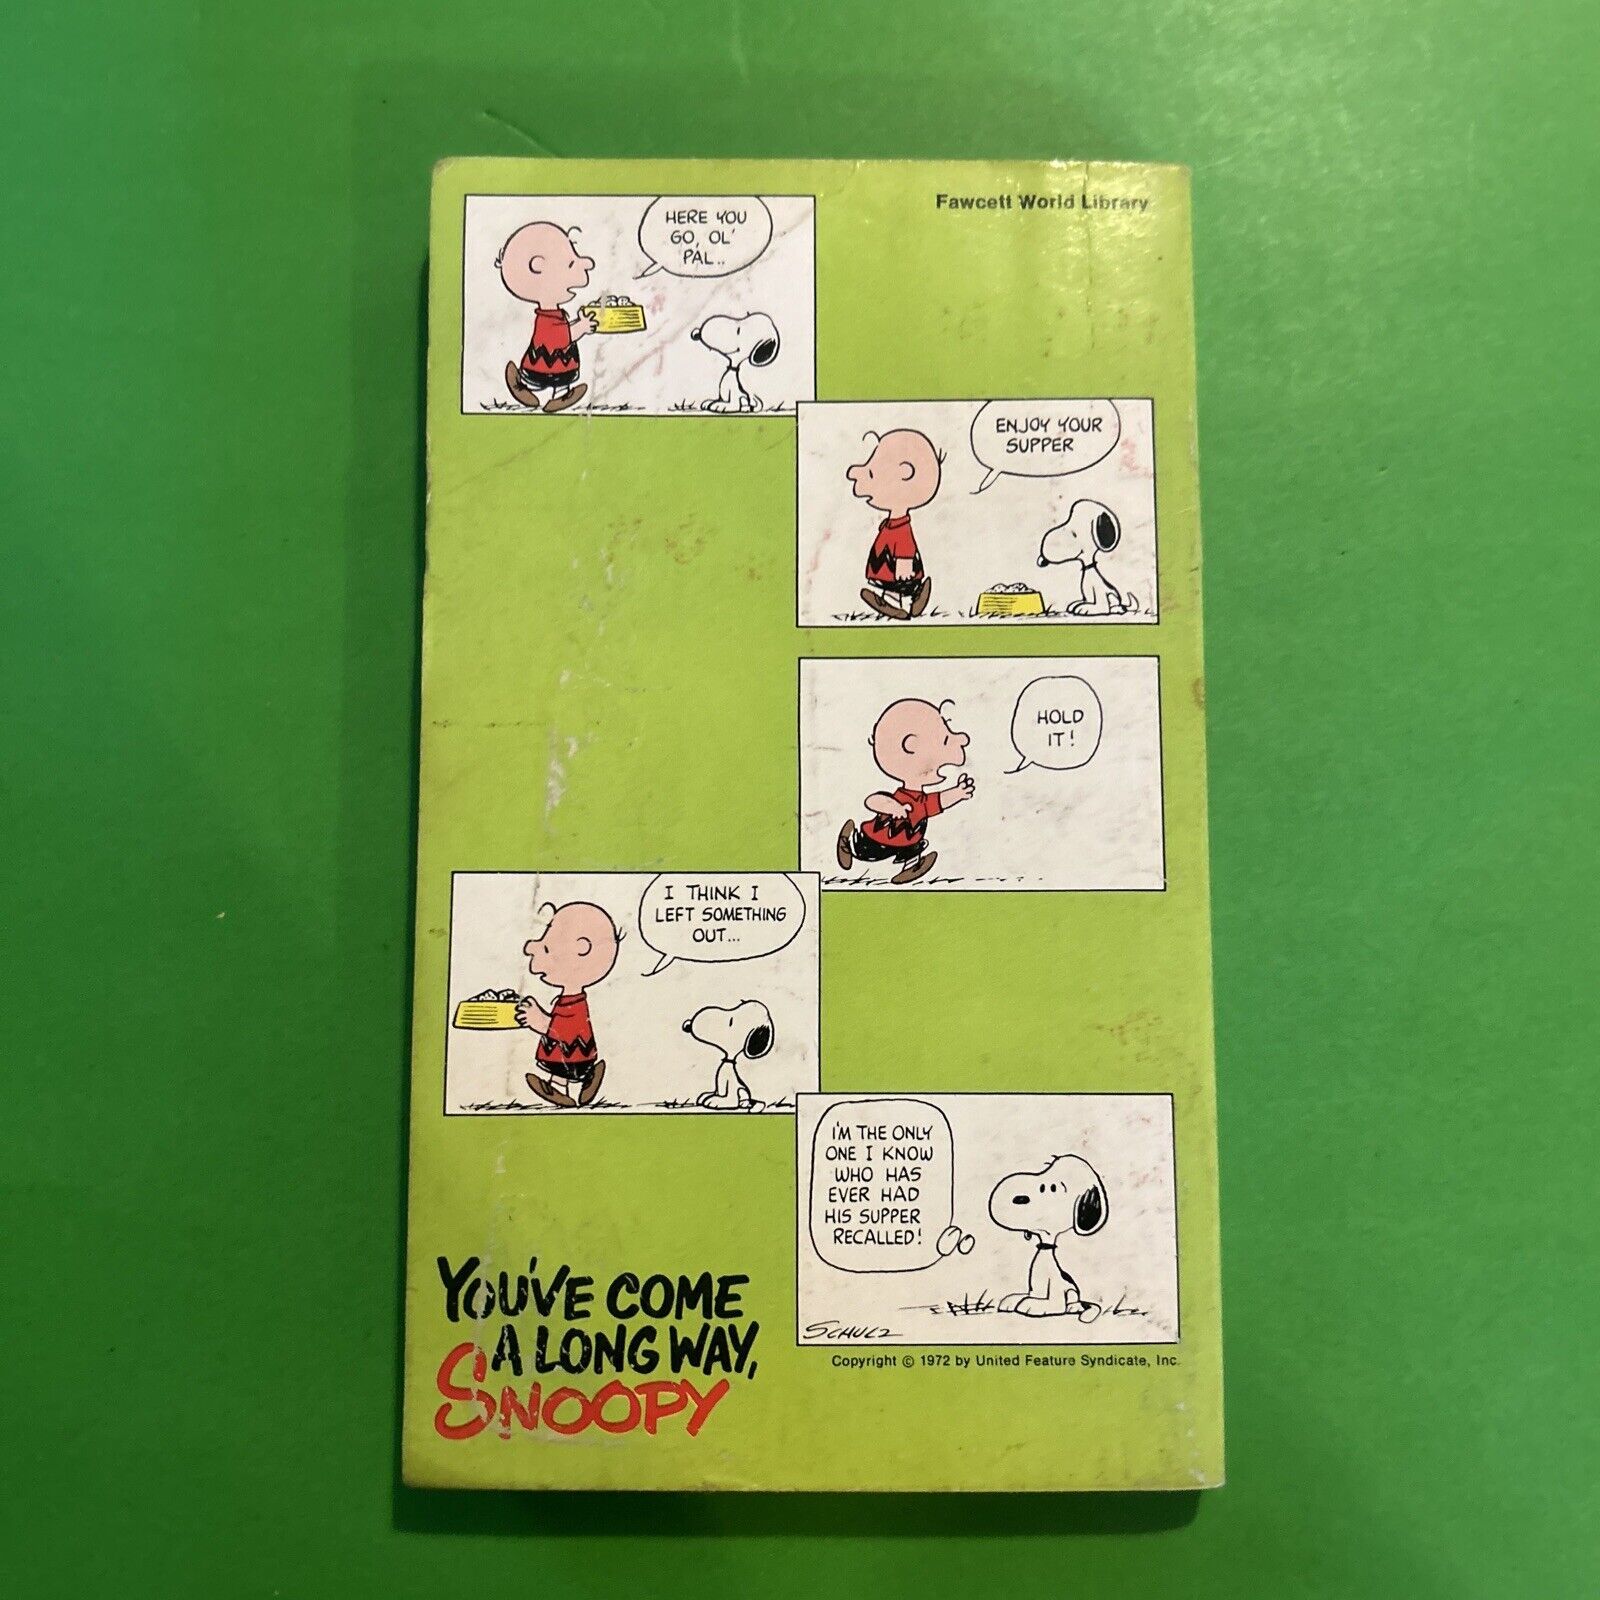 Fawcett World Library
HERE YOU
GO, OL'
PAL..
ENJOY YOUR
SUPPER
HOLD
IT!
I THINK I
LEFT SOMETHING
OUT...
I'M THE ONLY
ONE I KNOW
WHO HAS
EVER HAD
HIS SUPPER
RECALLED!
SCHULZ
Copyright © 1972 by United Feature Syndicate, Inc.
YOU'VE COME
A LONG WAY,
SNOOPY